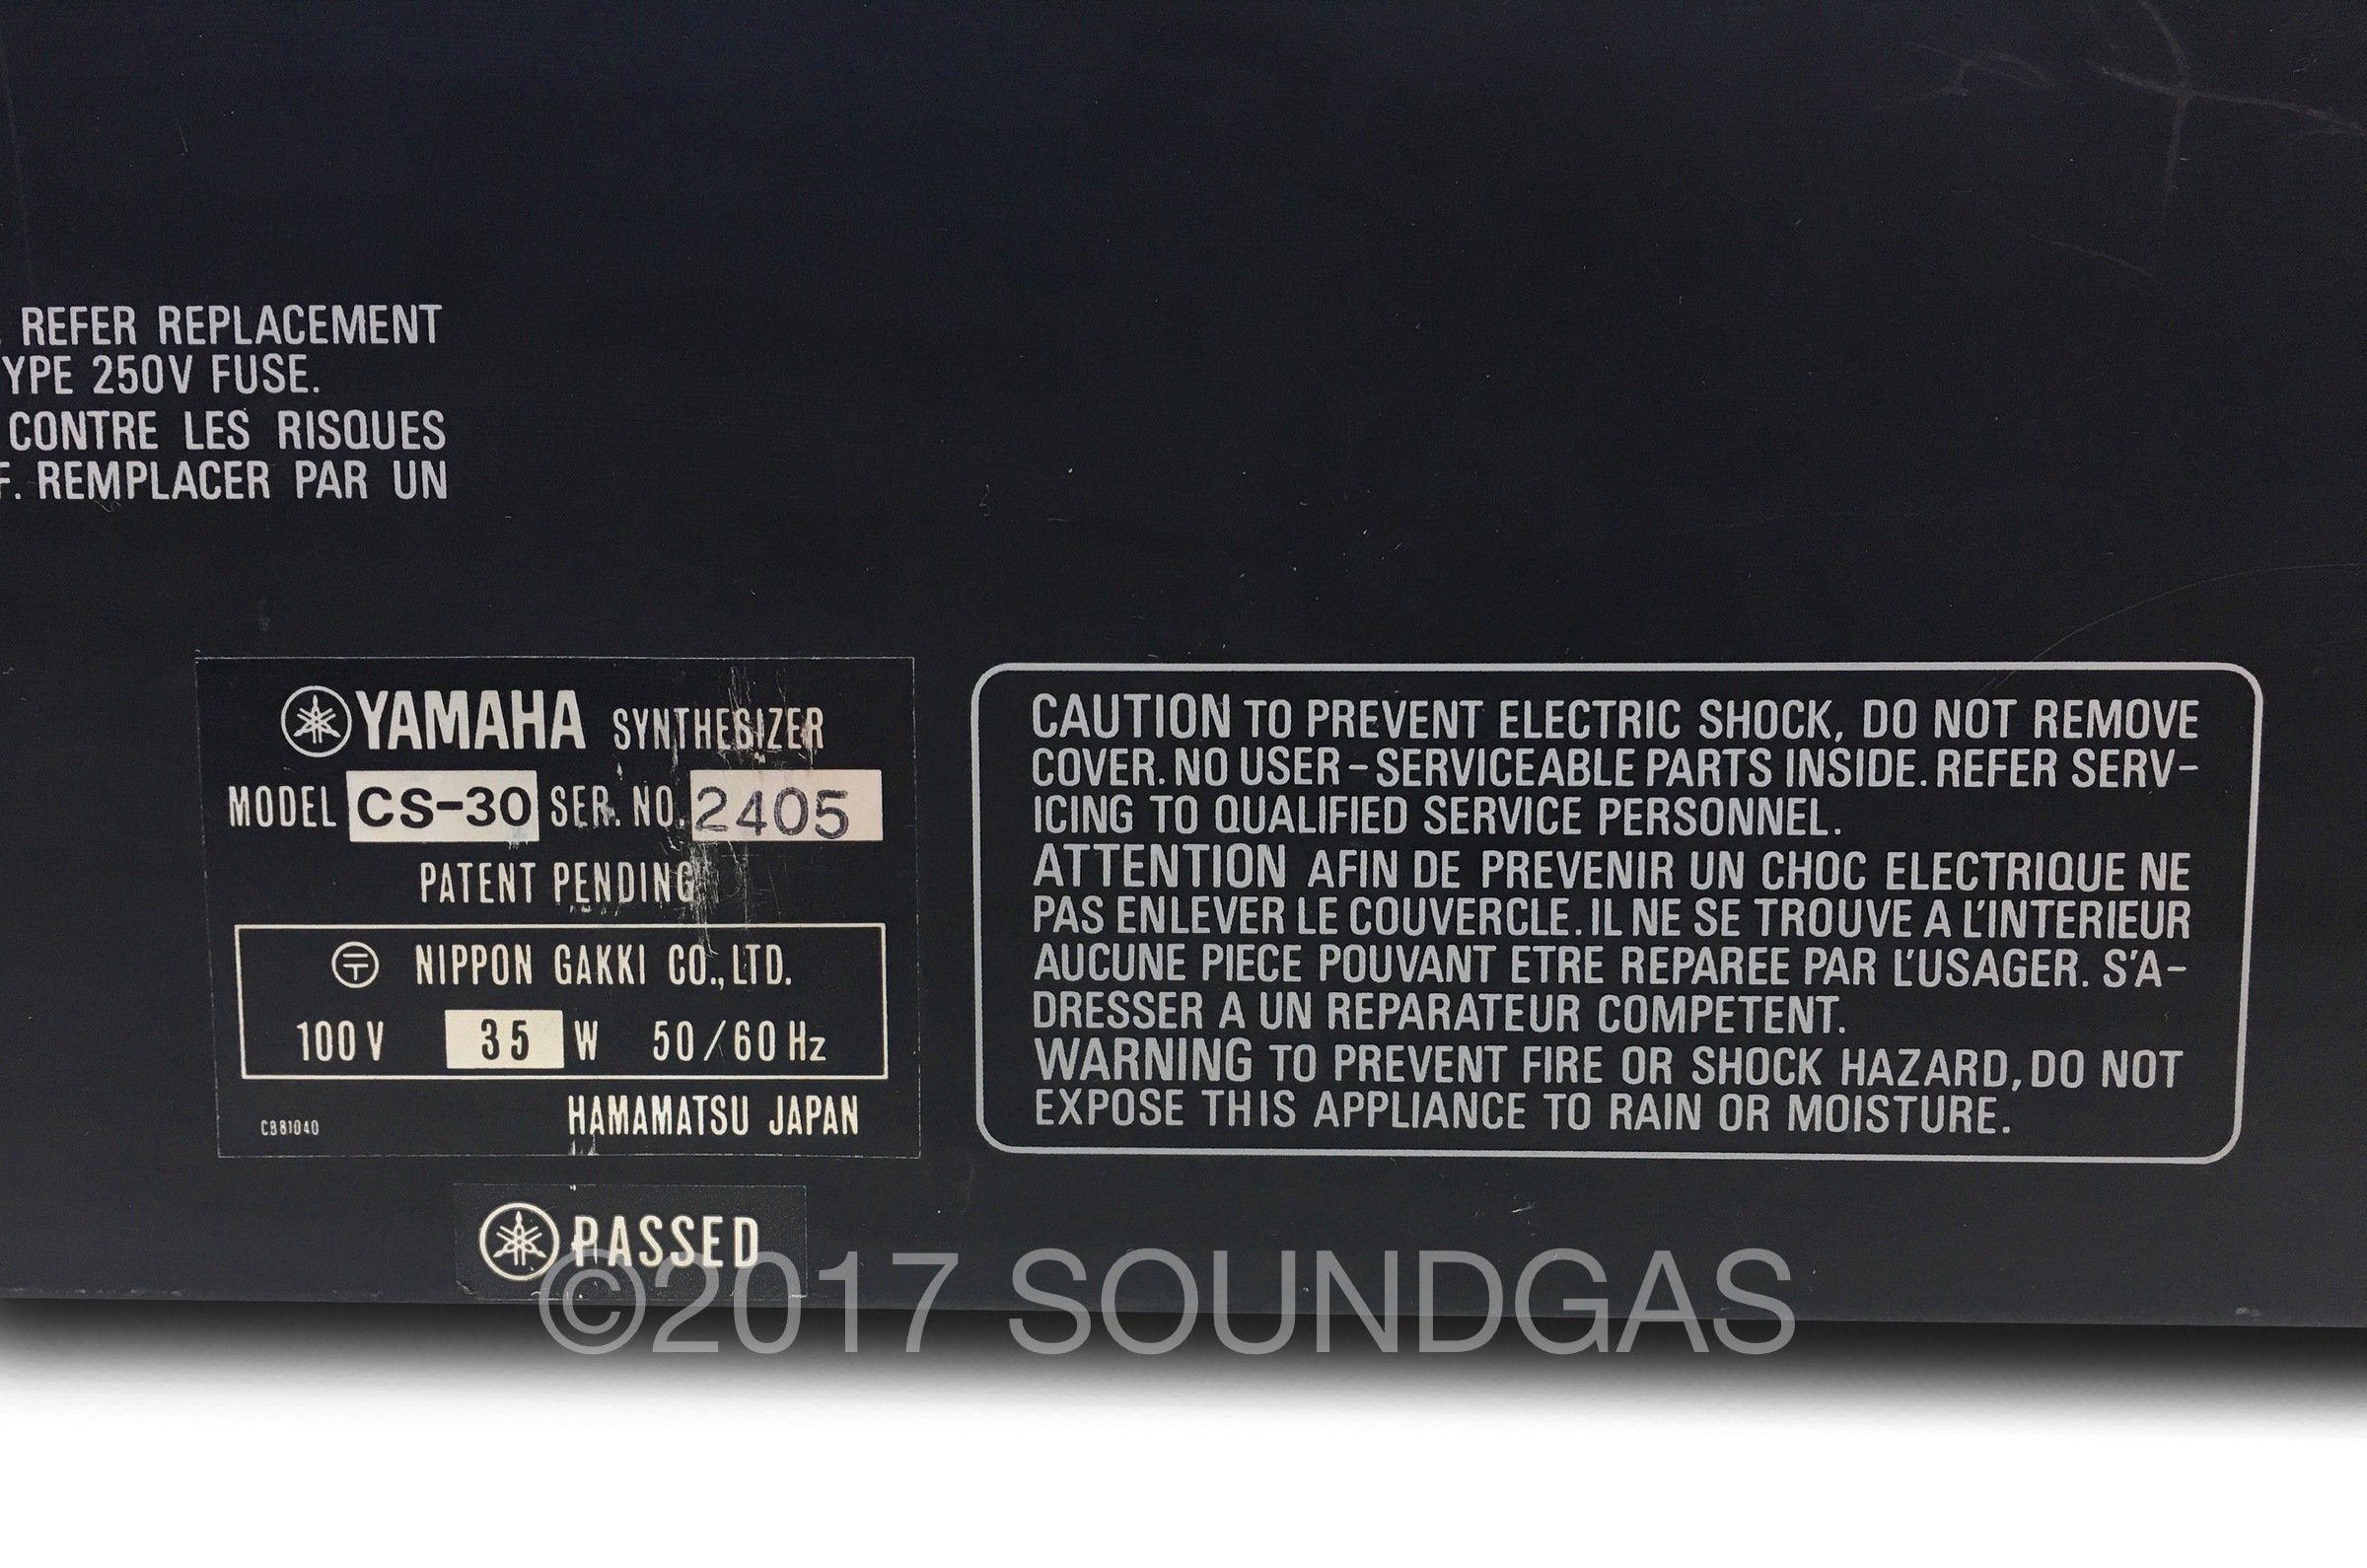 REFER REPLACEMENT
YPE 250V FUSE.
CONTRE LES RISQUES
F. REMPLACER PAR UN
YAMAHA SYNTHESIZER
MODEL CS-30 SER. NO. 2405
PATENT PENDING
NIPPON GAKKI CO., LTD.
100V 35 W 50/60 Hz
CB81040 HAMAMATSU JAPAN
PASSED
CAUTION TO PREVENT ELECTRIC SHOCK, DO NOT REMOVE
COVER. NO USER-SERVICEABLE PARTS INSIDE. REFER SERV-
ICING TO QUALIFIED SERVICE PERSONNEL.
ATTENTION AFIN DE PREVENIR UN CHOC ELECTRIQUE NE
PAS ENLEVER LE COUVERCLE. IL NE SE TROUVE A L'INTERIEUR
AUCUNE PIECE POUVANT ETRE REPAREE PAR L'USAGER. S'A-
DRESSER A UN REPARATEUR COMPETENT.
WARNING TO PREVENT FIRE OR SHOCK HAZARD, DO NOT
EXPOSE THIS APPLIANCE TO RAIN OR MOISTURE.
©2017 SOUNDGAS